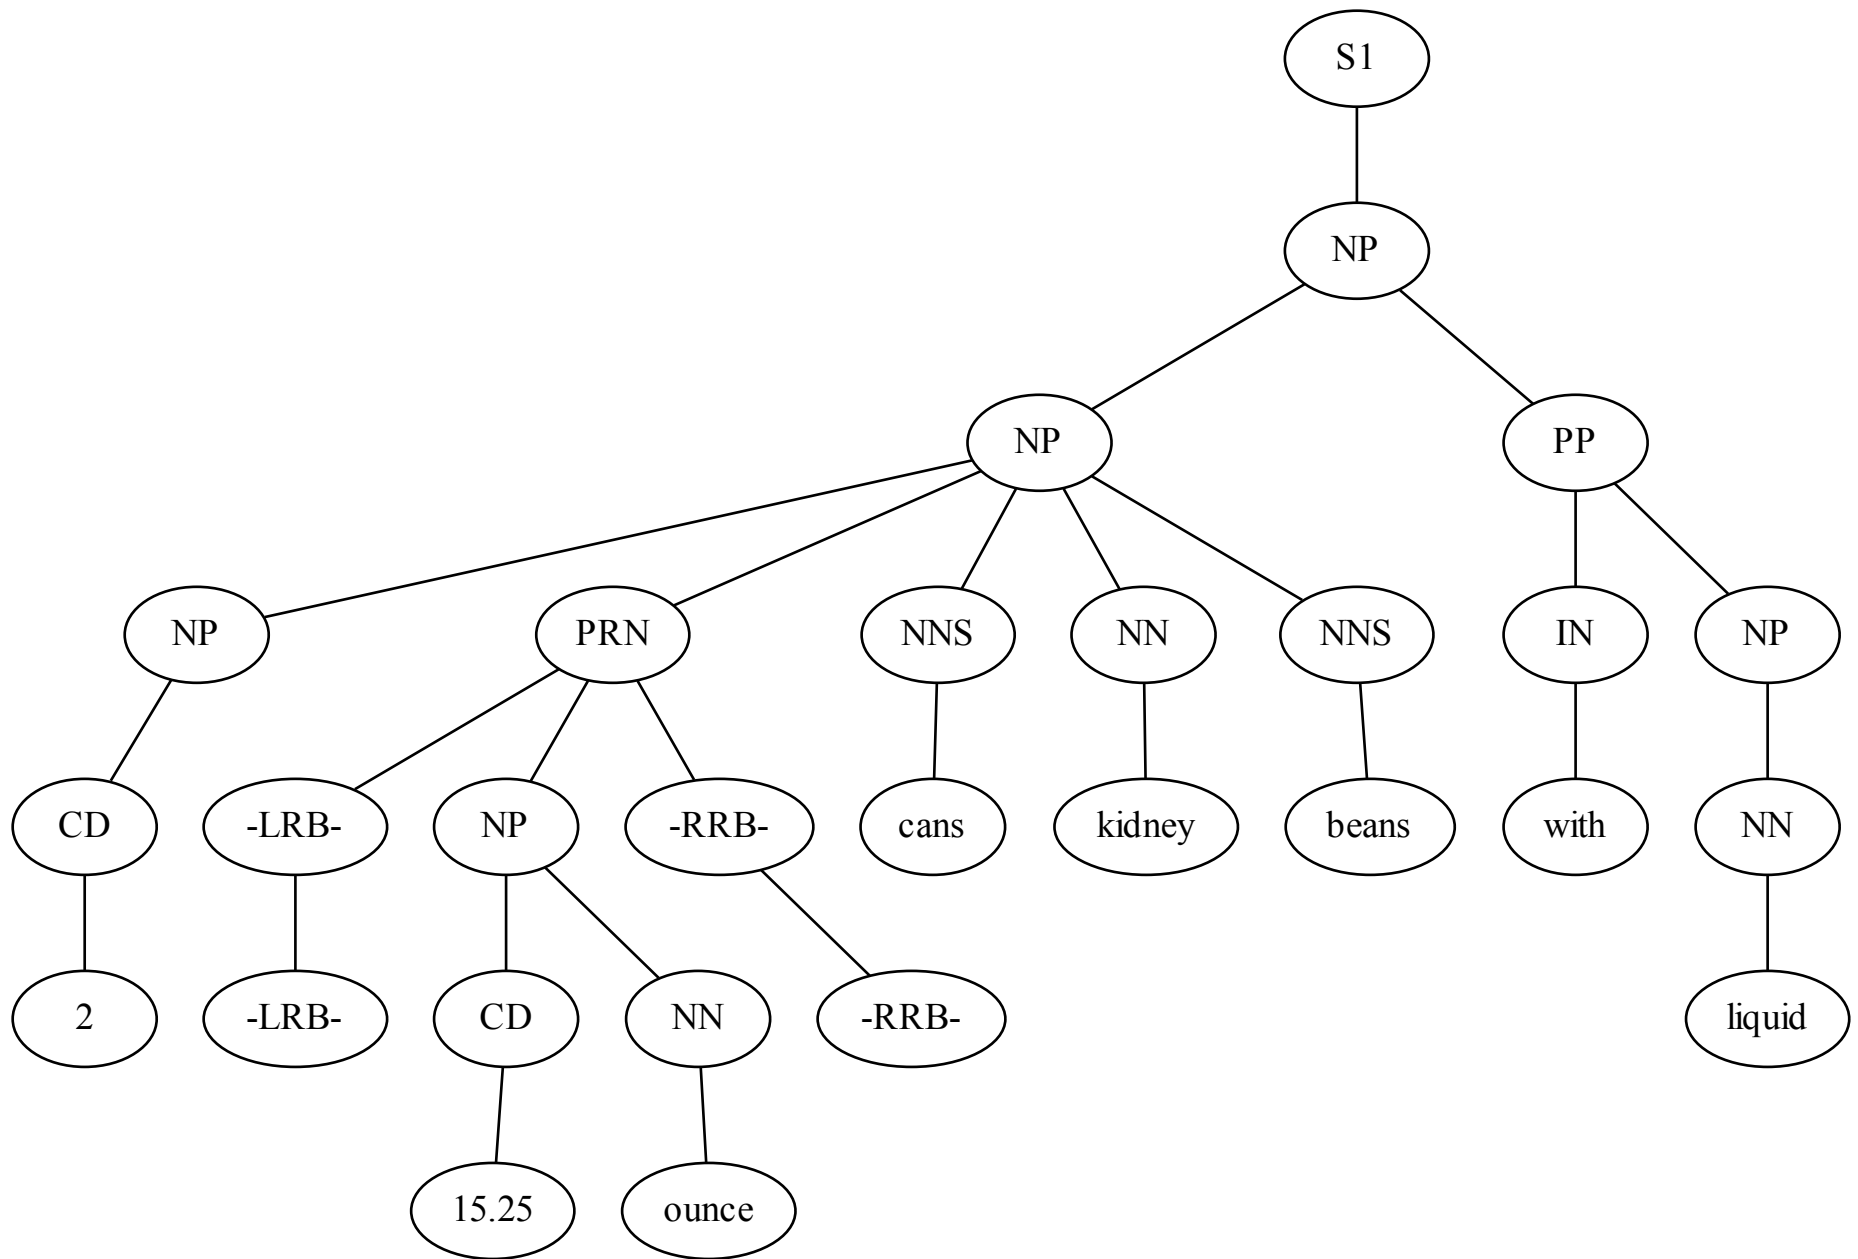 S1
NP
NP PP
NP PRN NNS NN NNS IN NP
CD -LRB- NP -RRB- cans kidney beans with NN
2 -LRB- CD NN -RRB- liquid
15.25 ounce